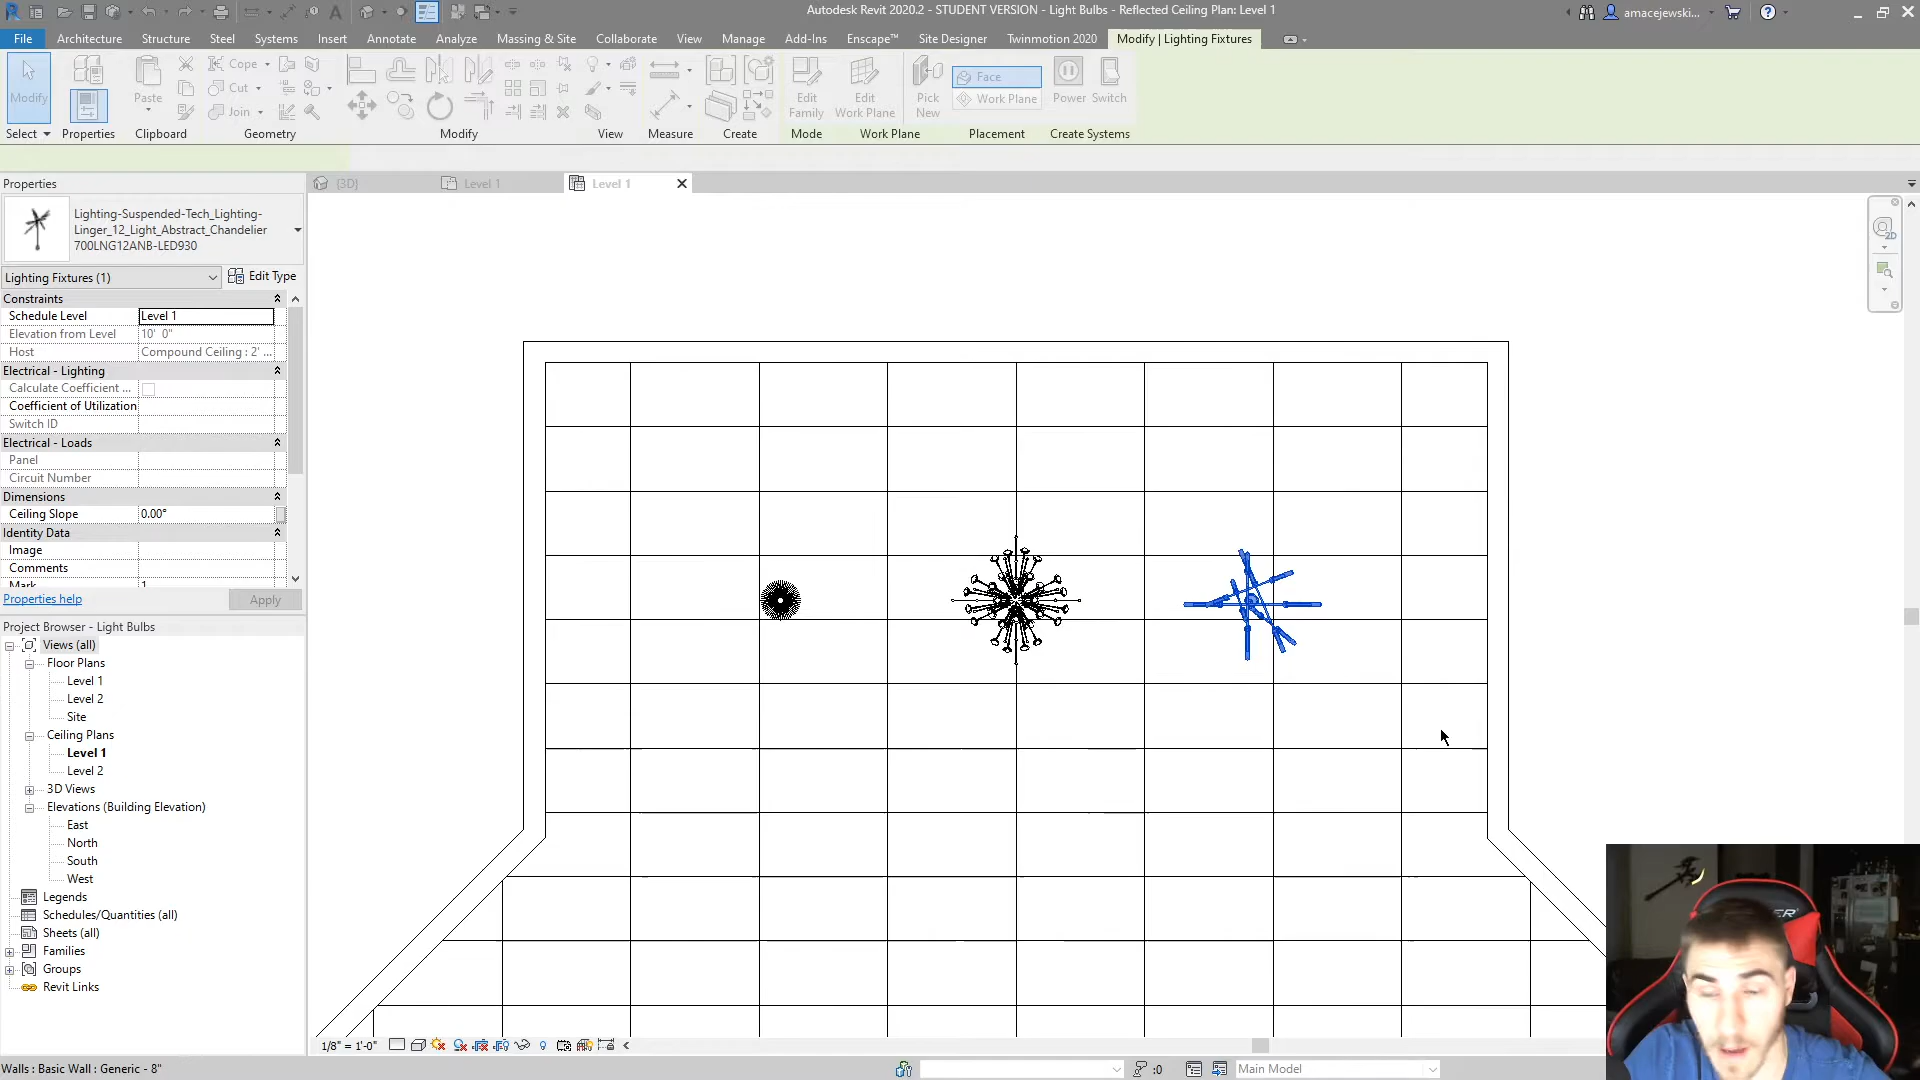 Autodesk Revit 2020.2 - STUDENT VERSION - Light Bulbs - Reflected Ceiling Plan: Level 1
amacejewski...
File Architecture Structure Steel Systems Insert Annotate Analyze Massing & Site Collaborate View Manage Add-Ins Enscape™ Site Designer Twinmotion 2020 Modify | Lighting Fixtures
Modify
Paste
Cope
Cut
Join
Edit Family
Edit Work Plane
Pick New
Face
Work Plane
Power Switch
Select Properties Clipboard Geometry Modify View Measure Create Mode Work Plane Placement Create Systems
Properties
{3D}
Level 1
Level 1
Lighting-Suspended-Tech_Lighting-
Linger_12_Light_Abstract_Chandelier
700LNG12ANB-LED930
Lighting Fixtures (1) Edit Type
Constraints
Schedule Level Level 1
Elevation from Level 10' 0"
Host Compound Ceiling : 2' ...
Electrical - Lighting
Calculate Coefficient ...
Coefficient of Utilization
Switch ID
Electrical - Loads
Panel
Circuit Number
Dimensions
Ceiling Slope 0.00°
Identity Data
Image
Comments
Mark 1
Properties help Apply
Project Browser - Light Bulbs
Views (all)
Floor Plans
Level 1
Level 2
Site
Ceiling Plans
Level 1
Level 2
3D Views
Elevations (Building Elevation)
East
North
South
West
Legends
Schedules/Quantities (all)
Sheets (all)
Families
Groups
Revit Links
1/8" = 1'-0"
Walls : Basic Wall : Generic - 8"
:0
Main Model